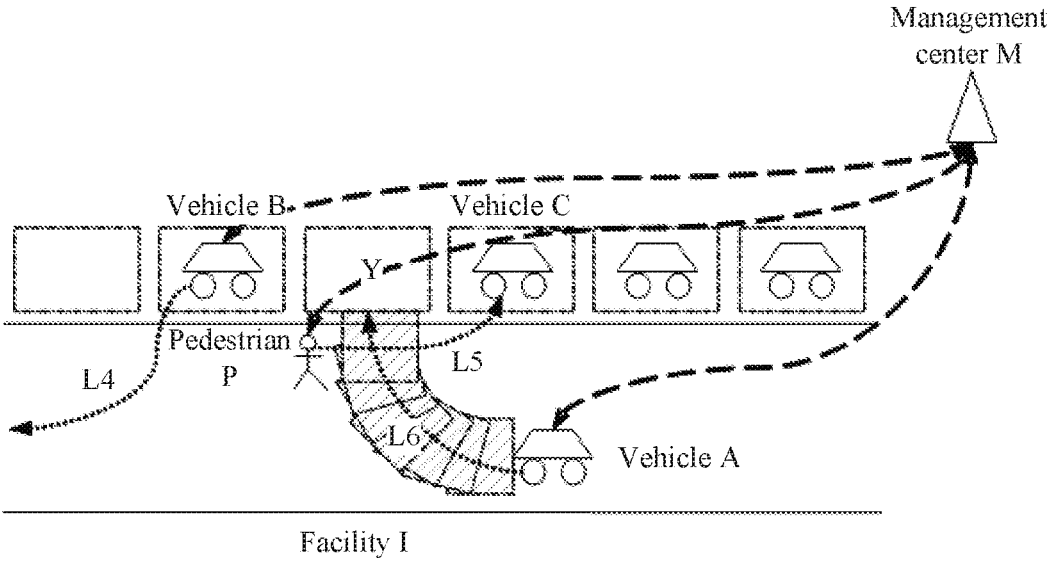 Management
center M
Vehicle B
Vehicle C
Y
Pedestrian
P
L5
L4
L6
Vehicle A
Facility I